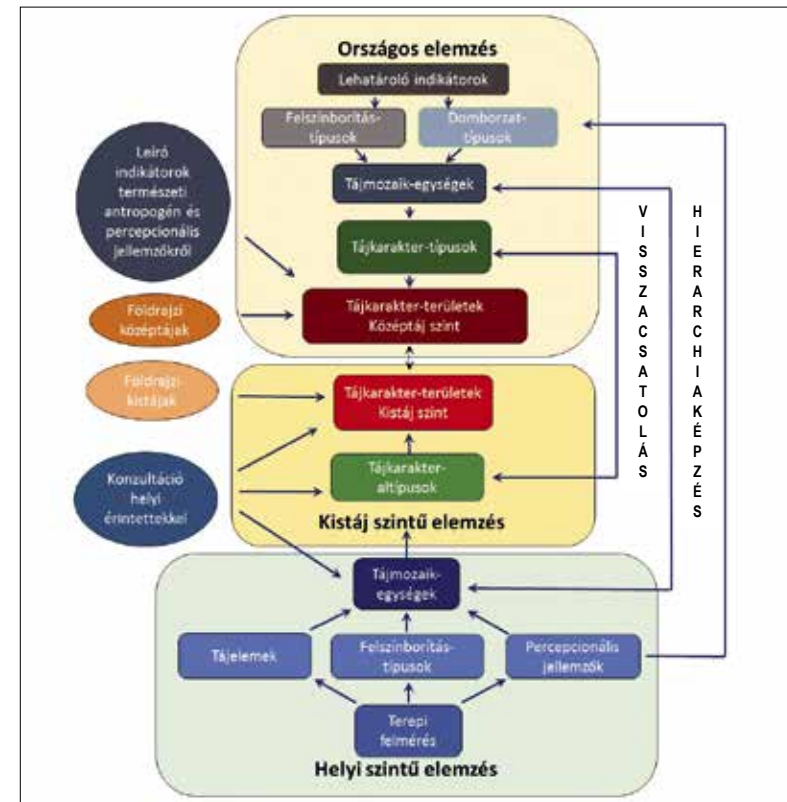 Országos elemzés
Lehatároló indikátorok
Felszínborítás-
típusok
Domborzat-
típusok
Leíró
indikátorok
természeti
antropogén és
percepcionális
jellemzőkről
Tájmozaik-egységek
Tájkarakter-típusok
Földrajzi
középtájak
Tájkarakter-területek
Középtáj szint
Földrajzi
kistájak
Tájkarakter-területek
Kistáj szint
Konzultáció
helyi
érintettekkel
Tájkarakter-
altípusok
Kistáj szintű elemzés
Tájmozaik-
egységek
Tájelemek
Felszínborítás-
típusok
Percepcionális
jellemzők
Terepi
felmérés
Helyi szintű elemzés
VISSZACSATOLÁS
HIERARCHIAKÉPZÉS